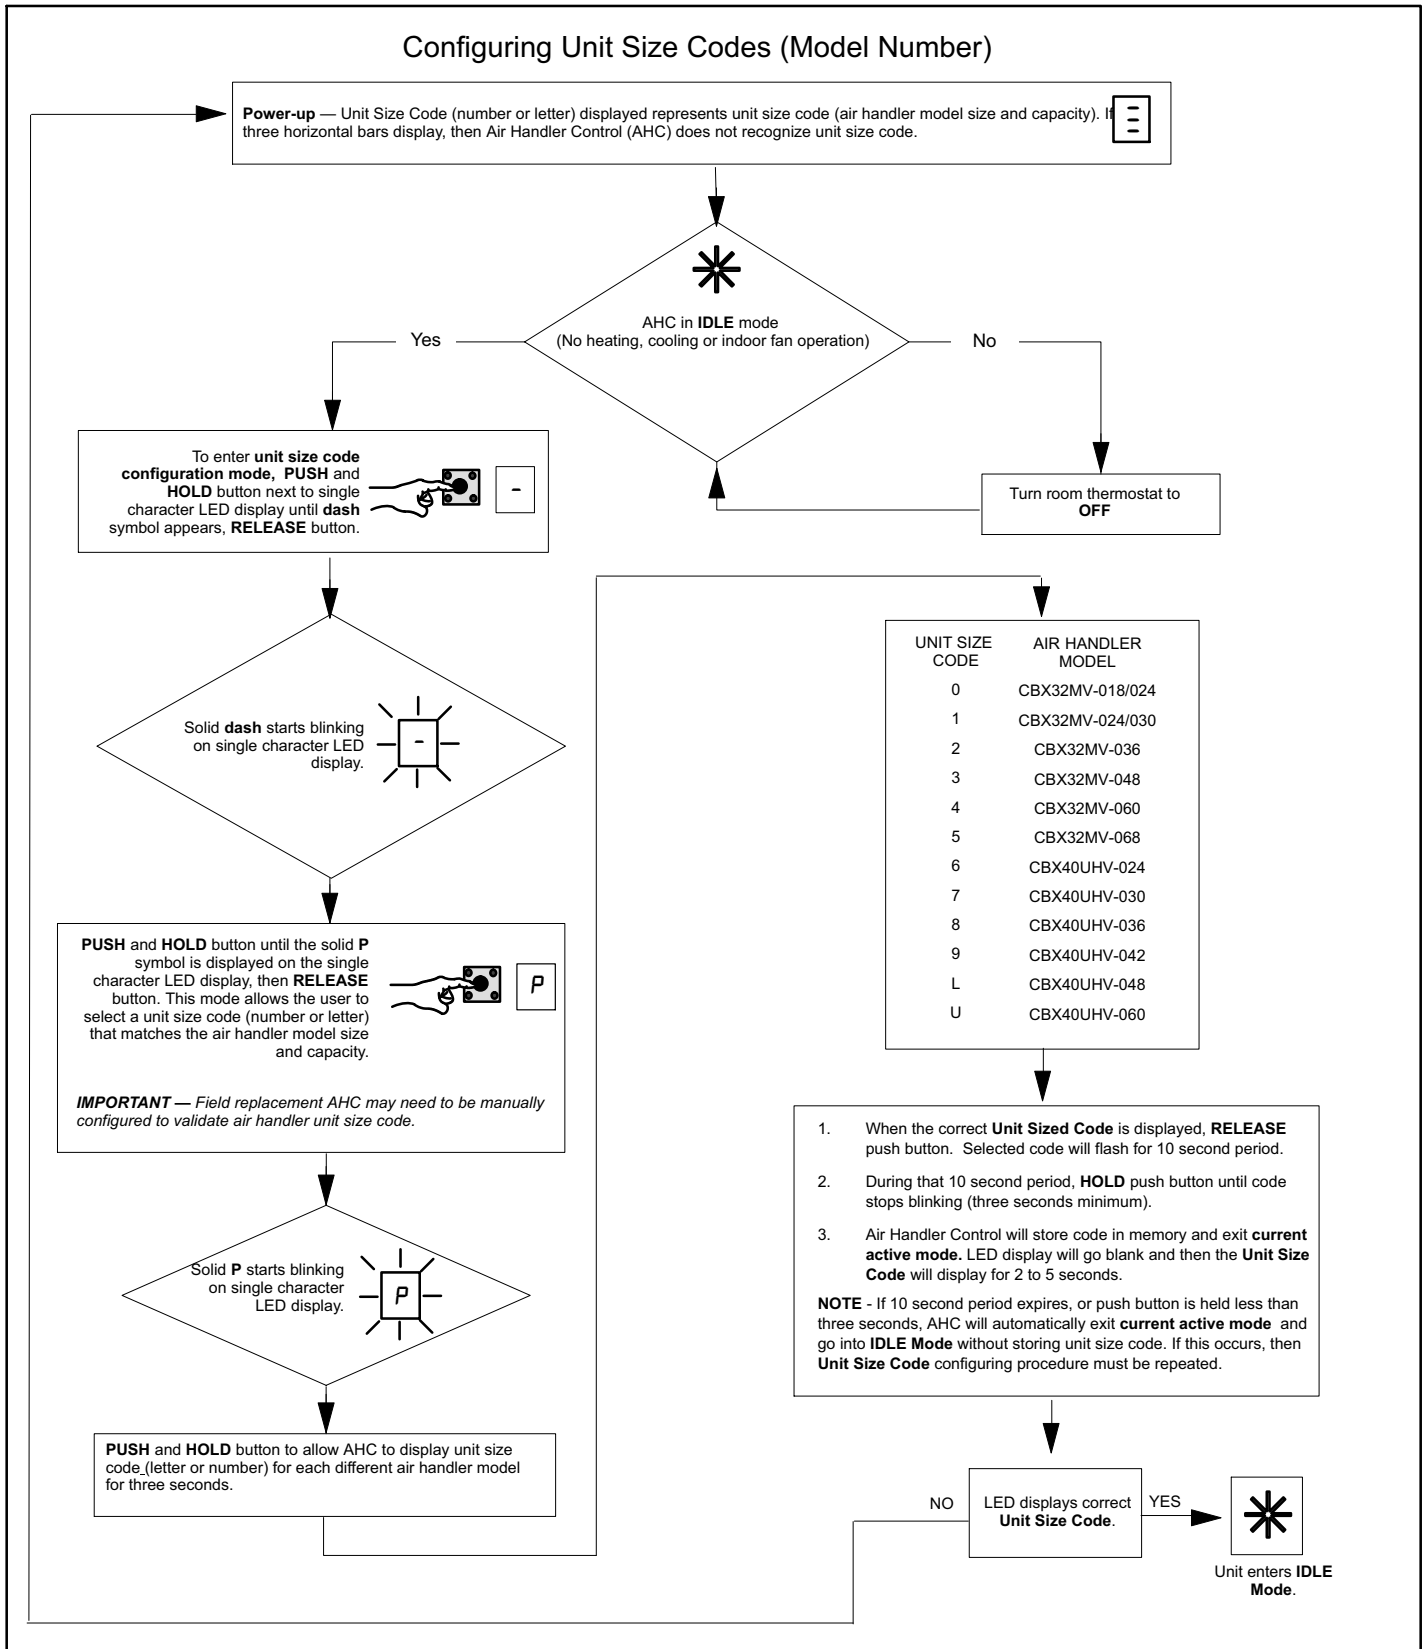 Configuring Unit Size Codes (Model Number)
Power-up — Unit Size Code (number or letter) displayed represents unit size code (air handler model size and capacity). If
three horizontal bars display, then Air Handler Control (AHC) does not recognize unit size code.
AHC in IDLE mode
(No heating, cooling or indoor fan operation)
Yes
No
Turn room thermostat to
OFF
To enter unit size code
configuration mode, PUSH and
HOLD button next to single
character LED display until dash
symbol appears, RELEASE button.
-
Solid dash starts blinking
on single character LED
display.
-
PUSH and HOLD button until the solid P
symbol is displayed on the single
character LED display, then RELEASE
button. This mode allows the user to
select a unit size code (number or letter)
that matches the air handler model size
and capacity.
P
IMPORTANT — Field replacement AHC may need to be manually
configured to validate air handler unit size code.
Solid P starts blinking
on single character
LED display.
P
PUSH and HOLD button to allow AHC to display unit size
code (letter or number) for each different air handler model
for three seconds.
UNIT SIZE CODE AIR HANDLER MODEL
0 CBX32MV-018/024
1 CBX32MV-024/030
2 CBX32MV-036
3 CBX32MV-048
4 CBX32MV-060
5 CBX32MV-068
6 CBX40UHV-024
7 CBX40UHV-030
8 CBX40UHV-036
9 CBX40UHV-042
L CBX40UHV-048
U CBX40UHV-060
1. When the correct Unit Sized Code is displayed, RELEASE
push button. Selected code will flash for 10 second period.
2. During that 10 second period, HOLD push button until code
stops blinking (three seconds minimum).
3. Air Handler Control will store code in memory and exit current
active mode. LED display will go blank and then the Unit Size
Code will display for 2 to 5 seconds.
NOTE - If 10 second period expires, or push button is held less than
three seconds, AHC will automatically exit current active mode and
go into IDLE Mode without storing unit size code. If this occurs, then
Unit Size Code configuring procedure must be repeated.
NO
LED displays correct
Unit Size Code.
YES
Unit enters IDLE
Mode.